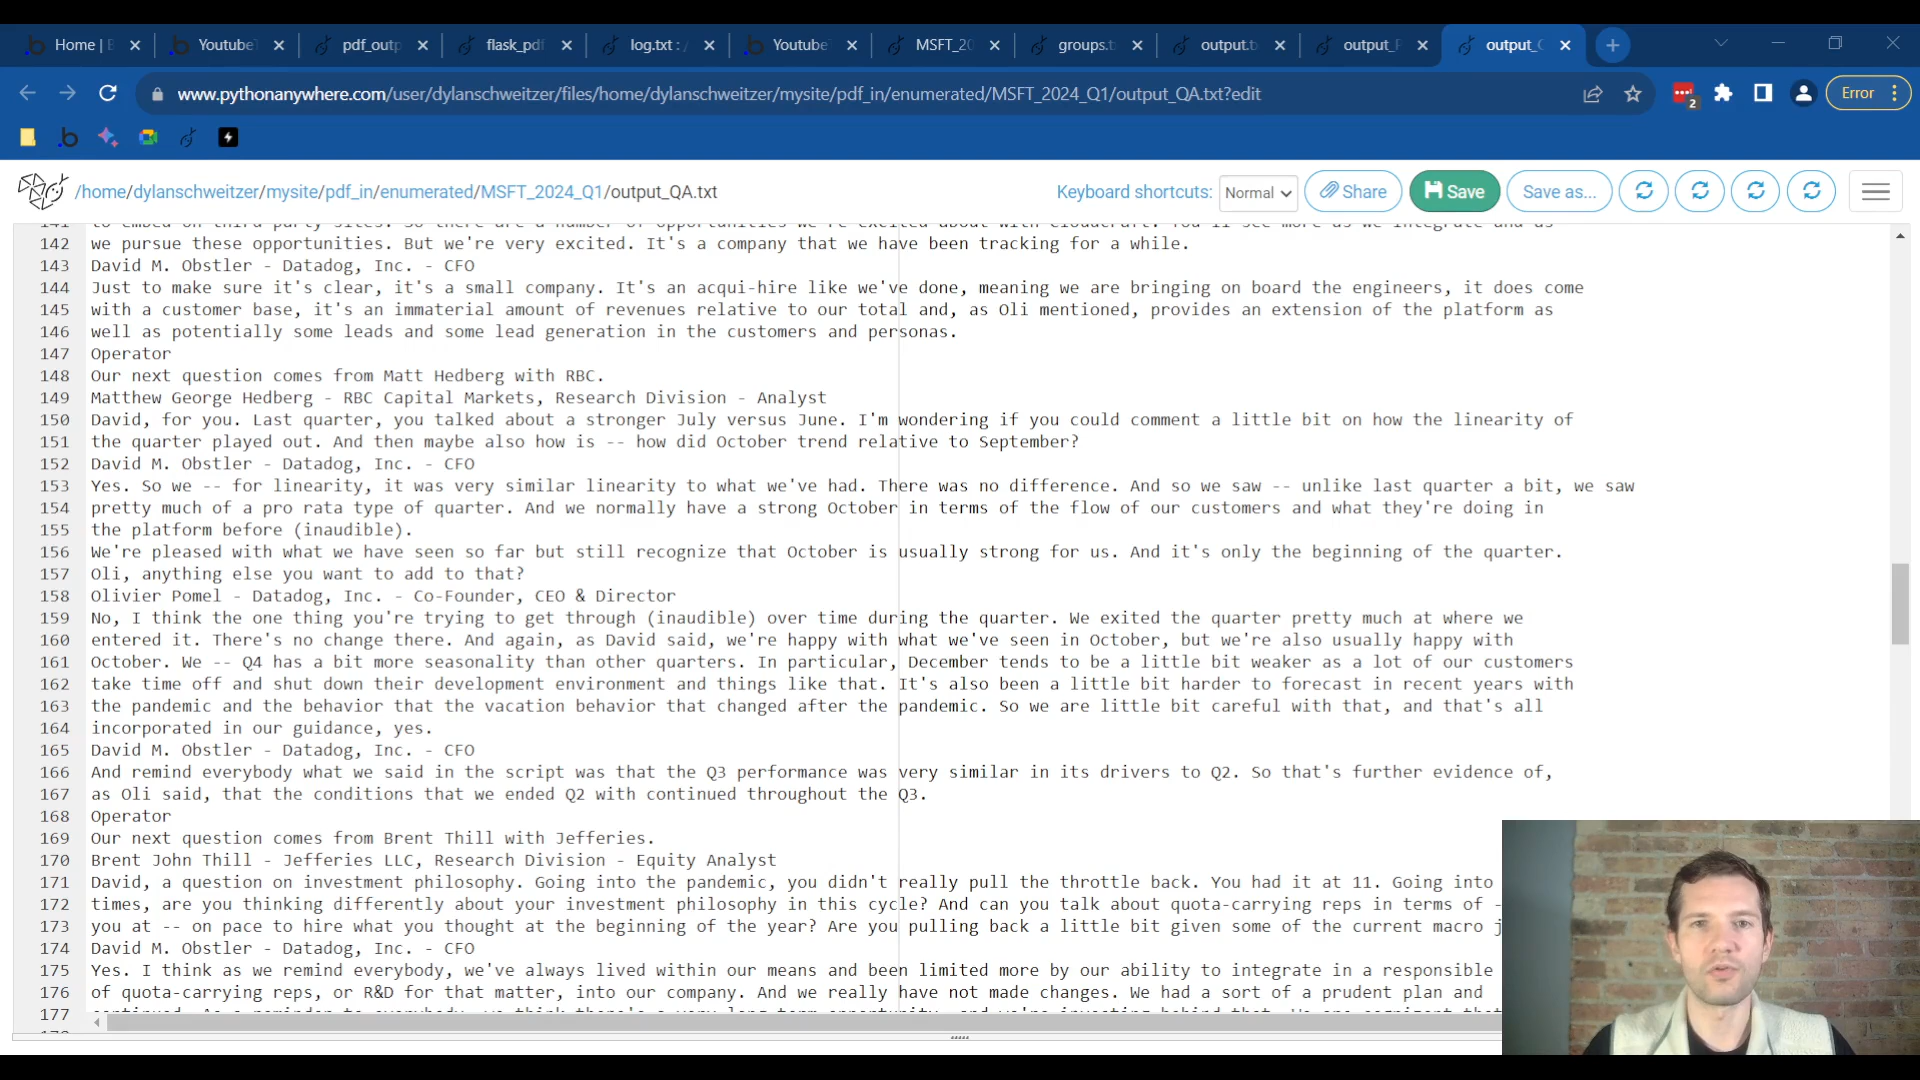 Home |
Youtube
pdf_outp
flask_pd
log.txt : /
Youtube
MSFT_20
groups.t
output.t
output_
output_
www.pythonanywhere.com/user/dylanschweitzer/files/home/dylanschweitzer/mysite/pdf_in/enumerated/MSFT_2024_Q1/output_QA.txt?edit
2
Error
/home/dylanschweitzer/mysite/pdf_in/enumerated/MSFT_2024_Q1/output_QA.txt
Keyboard shortcuts: Normal Share Save Save as...
142 we pursue these opportunities. But we're very excited. It's a company that we have been tracking for a while.
143 David M. Obstler - Datadog, Inc. - CFO
144 Just to make sure it's clear, it's a small company. It's an acqui-hire like we've done, meaning we are bringing on board the engineers, it does come
145 with a customer base, it's an immaterial amount of revenues relative to our total and, as Oli mentioned, provides an extension of the platform as
146 well as potentially some leads and some lead generation in the customers and personas.
147 Operator
148 Our next question comes from Matt Hedberg with RBC.
149 Matthew George Hedberg - RBC Capital Markets, Research Division - Analyst
150 David, for you. Last quarter, you talked about a stronger July versus June. I'm wondering if you could comment a little bit on how the linearity of
151 the quarter played out. And then maybe also how is -- how did October trend relative to September?
152 David M. Obstler - Datadog, Inc. - CFO
153 Yes. So we -- for linearity, it was very similar linearity to what we've had. There was no difference. And so we saw -- unlike last quarter a bit, we saw
154 pretty much of a pro rata type of quarter. And we normally have a strong October in terms of the flow of our customers and what they're doing in
155 the platform before (inaudible).
156 We're pleased with what we have seen so far but still recognize that October is usually strong for us. And it's only the beginning of the quarter.
157 Oli, anything else you want to add to that?
158 Olivier Pomel - Datadog, Inc. - Co-Founder, CEO & Director
159 No, I think the one thing you're trying to get through (inaudible) over time during the quarter. We exited the quarter pretty much at where we
160 entered it. There's no change there. And again, as David said, we're happy with what we've seen in October, but we're also usually happy with
161 October. We -- Q4 has a bit more seasonality than other quarters. In particular, December tends to be a little bit weaker as a lot of our customers
162 take time off and shut down their development environment and things like that. It's also been a little bit harder to forecast in recent years with
163 the pandemic and the behavior that the vacation behavior that changed after the pandemic. So we are little bit careful with that, and that's all
164 incorporated in our guidance, yes.
165 David M. Obstler - Datadog, Inc. - CFO
166 And remind everybody what we said in the script was that the Q3 performance was very similar in its drivers to Q2. So that's further evidence of,
167 as Oli said, that the conditions that we ended Q2 with continued throughout the Q3.
168 Operator
169 Our next question comes from Brent Thill with Jefferies.
170 Brent John Thill - Jefferies LLC, Research Division - Equity Analyst
171 David, a question on investment philosophy. Going into the pandemic, you didn't really pull the throttle back. You had it at 11. Going into
172 times, are you thinking differently about your investment philosophy in this cycle? And can you talk about quota-carrying reps in terms of -
173 you at -- on pace to hire what you thought at the beginning of the year? Are you pulling back a little bit given some of the current macro j
174 David M. Obstler - Datadog, Inc. - CFO
175 Yes. I think as we remind everybody, we've always lived within our means and been limited more by our ability to integrate in a responsible
176 of quota-carrying reps, or R&D for that matter, into our company. And we really have not made changes. We had a sort of a prudent plan and
177